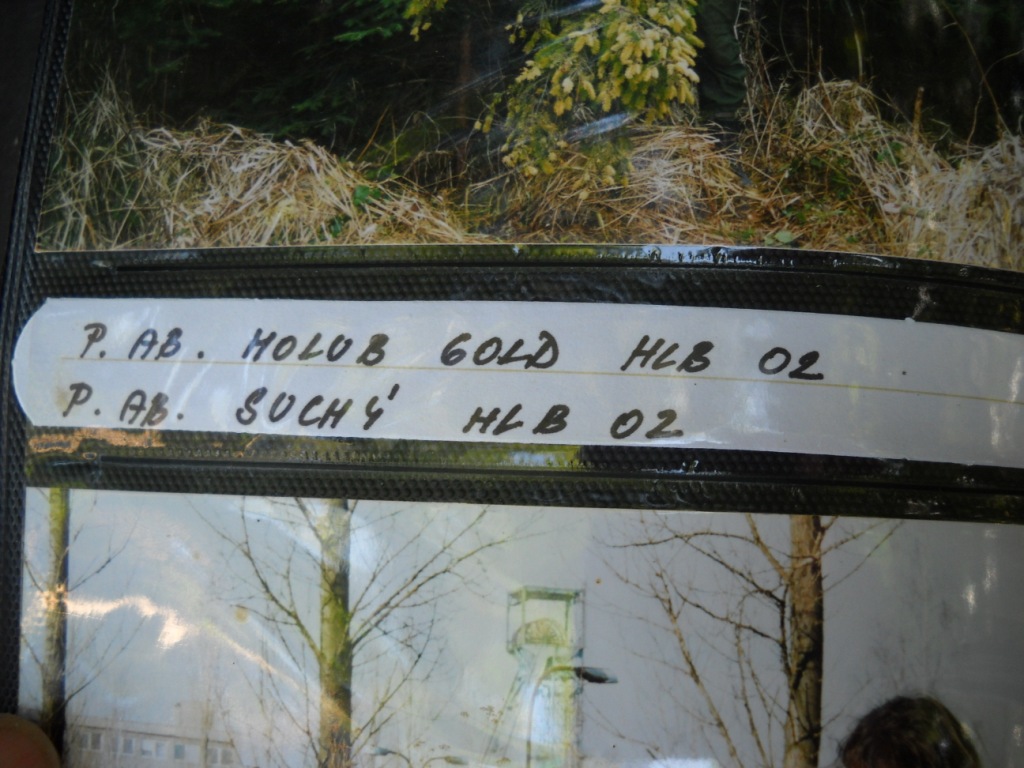 P. AB. HOLUB GOLD HLB 02
P. AB. SUCHÝ HLB 02